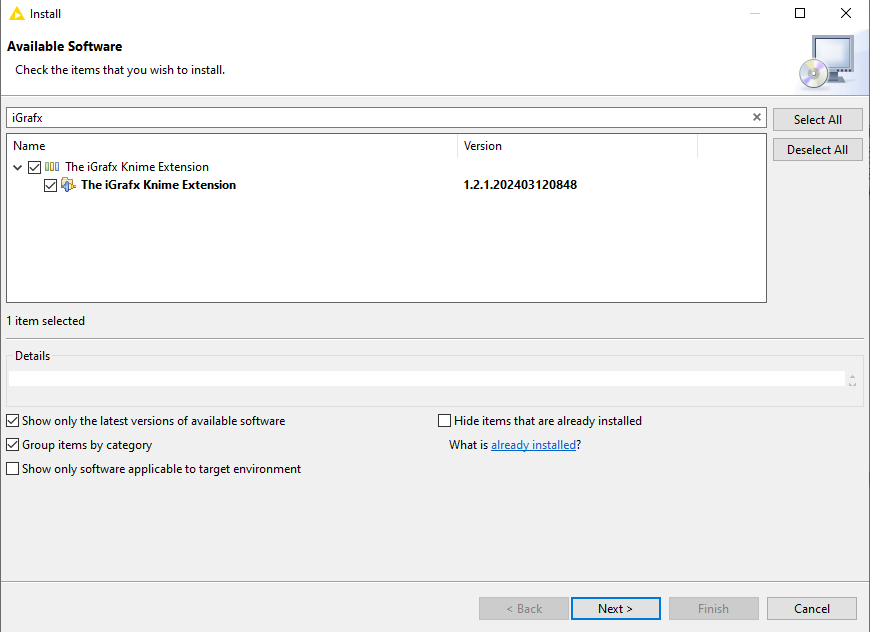 Install
Available Software
Check the items that you wish to install.
iGrafx
Select All
Deselect All
Name Version
The iGrafx Knime Extension
The iGrafx Knime Extension 1.2.1.202403120848
1 item selected
Details
Show only the latest versions of available software
Hide items that are already installed
Group items by category
What is already installed?
Show only software applicable to target environment
< Back
Next >
Finish
Cancel